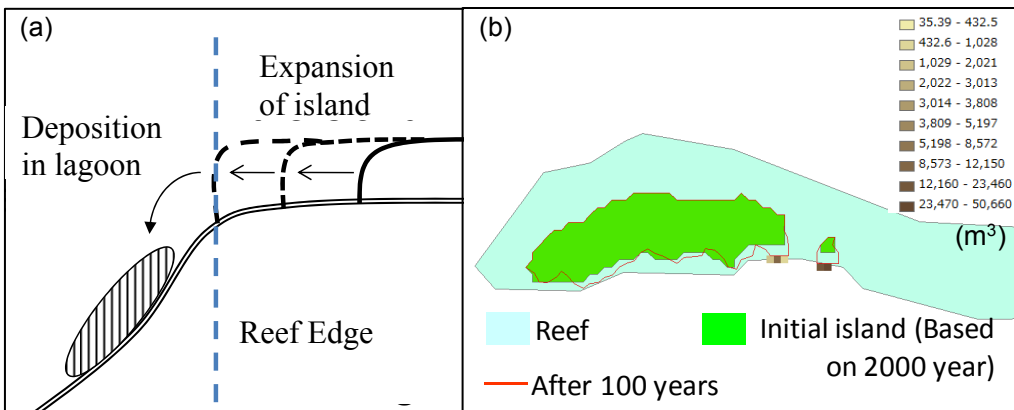 (a)
Expansion
of island
Deposition
in lagoon
Reef Edge
(b)
35.39 - 432.5
432.6 - 1,028
1,029 - 2,021
2,022 - 3,013
3,014 - 3,808
3,809 - 5,197
5,198 - 8,572
8,573 - 12,150
12,160 - 23,460
23,470 - 50,660
(m³)
Reef
Initial island (Based
on 2000 year)
After 100 years